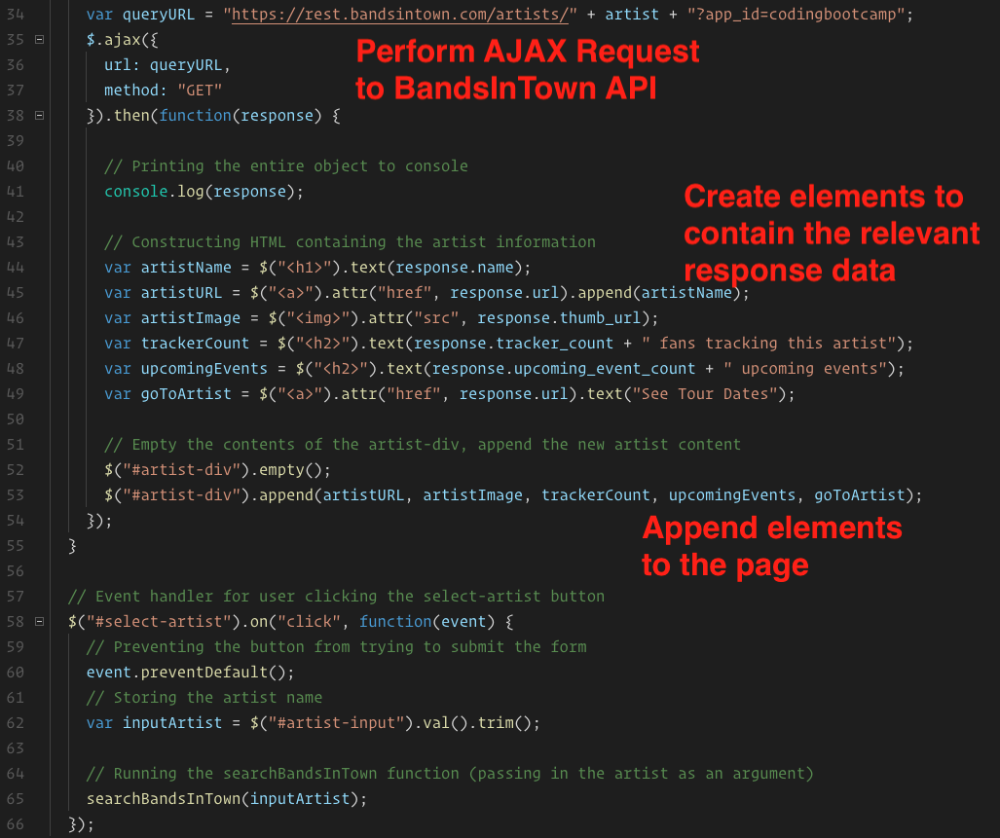 34 var queryURL = "https://rest.bandsintown.com/artists/" + artist + "?app_id=codingbootcamp";
35 $.ajax({
36 url: queryURL,
37 method: "GET"
38 }).then(function(response) {
Perform AJAX Request
to BandsInTown API
39
40 // Printing the entire object to console
41 console.log(response);
42
43 // Constructing HTML containing the artist information
44 var artistName = $("<h1>").text(response.name);
45 var artistURL = $("<a>").attr("href", response.url).append(artistName);
46 var artistImage = $("<img>").attr("src", response.thumb_url);
47 var trackerCount = $("<h2>").text(response.tracker_count + " fans tracking this artist");
48 var upcomingEvents = $("<h2>").text(response.upcoming_event_count + " upcoming events");
49 var goToArtist = $("<a>").attr("href", response.url).text("See Tour Dates");
Create elements to
contain the relevant
response data
50
51 // Empty the contents of the artist-div, append the new artist content
52 $("#artist-div").empty();
53 $("#artist-div").append(artistURL, artistImage, trackerCount, upcomingEvents, goToArtist);
54 });
55 }
Append elements
to the page
56
57 // Event handler for user clicking the select-artist button
58 $("#select-artist").on("click", function(event) {
59 // Preventing the button from trying to submit the form
60 event.preventDefault();
61 // Storing the artist name
62 var inputArtist = $("#artist-input").val().trim();
63
64 // Running the searchBandsInTown function (passing in the artist as an argument)
65 searchBandsInTown(inputArtist);
66 });